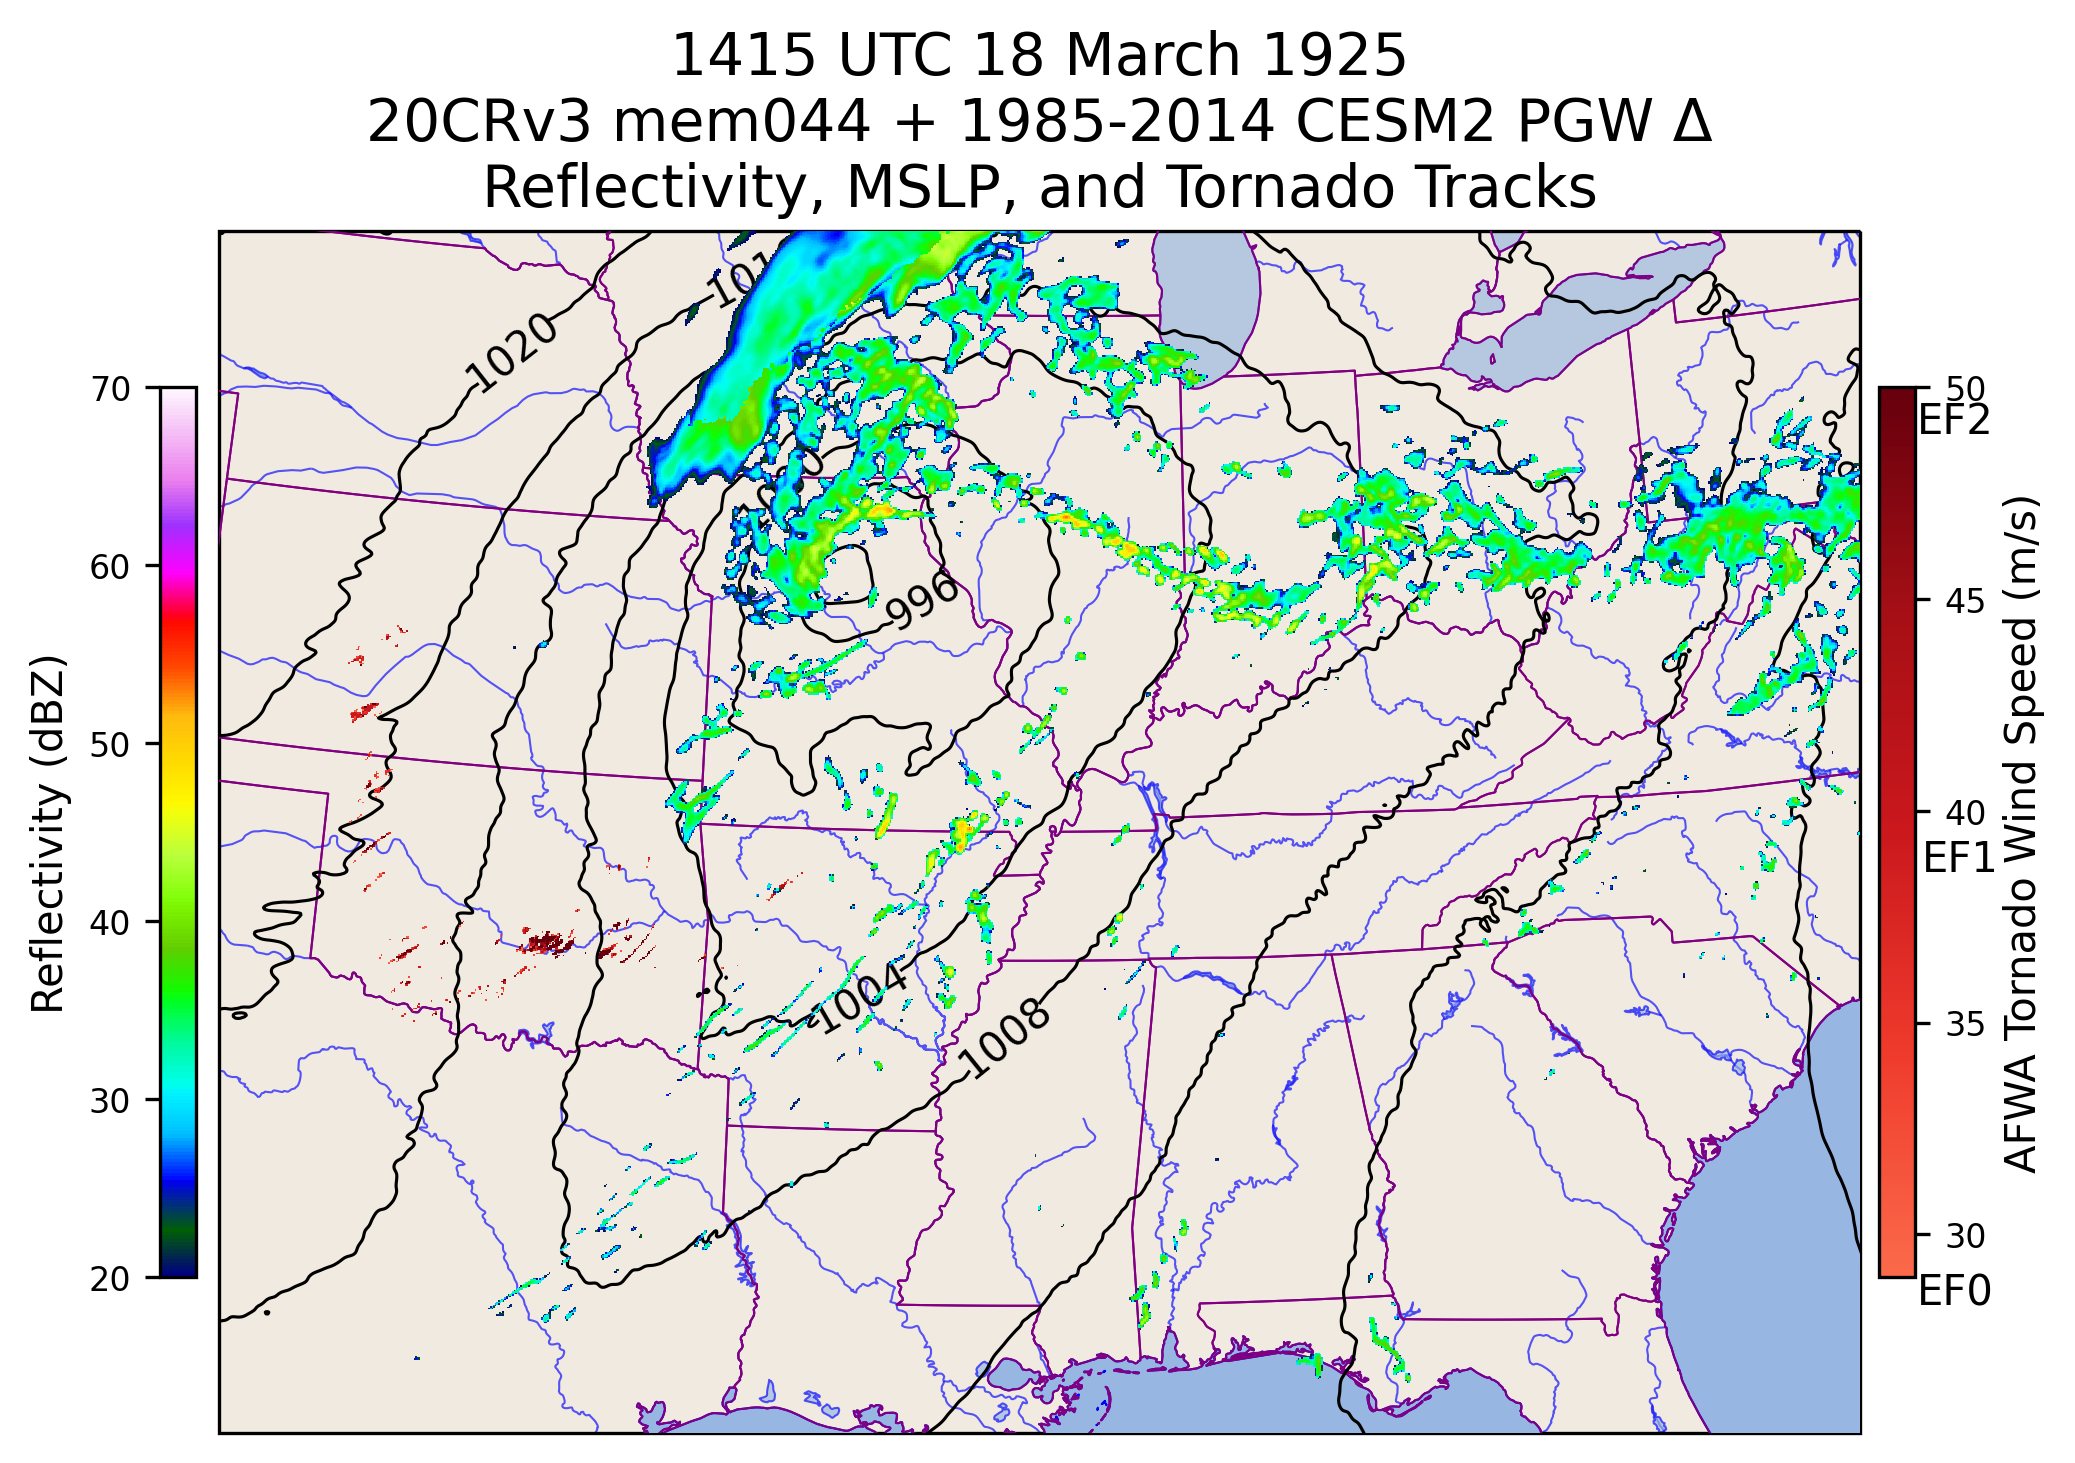 1415 UTC 18 March 1925
20CRv3 mem044 + 1985-2014 CESM2 PGW Δ
Reflectivity, MSLP, and Tornado Tracks
1020
996
1004
1008
Reflectivity (dBZ)
70
60
50
40
30
20
50
EF2
45
40
EF1
35
30
EF0
AFWA Tornado Wind Speed (m/s)